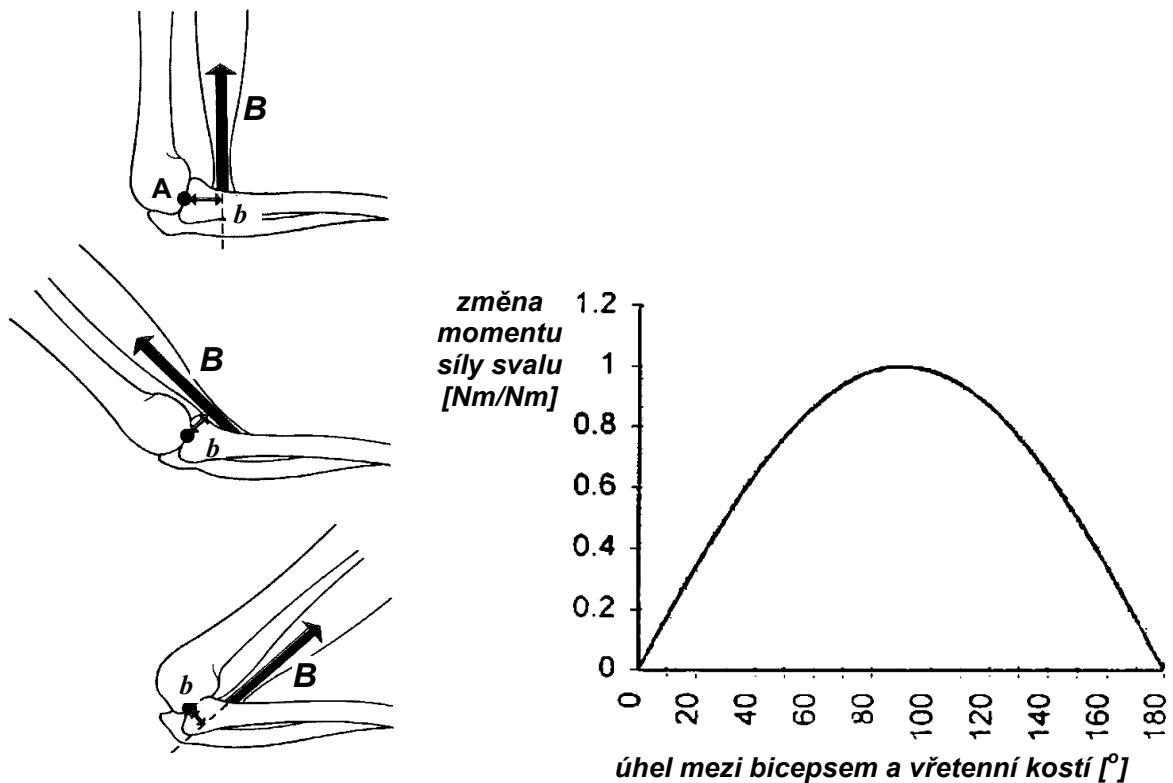 B
A
b
B
b
b
B
změna
momentu
síly svalu
[Nm/Nm]
1.2
1
0.8
0.6
0.4
0.2
0
0
20
40
60
80
100
120
140
160
180
úhel mezi bicepsem a vřetenní kostí [°]